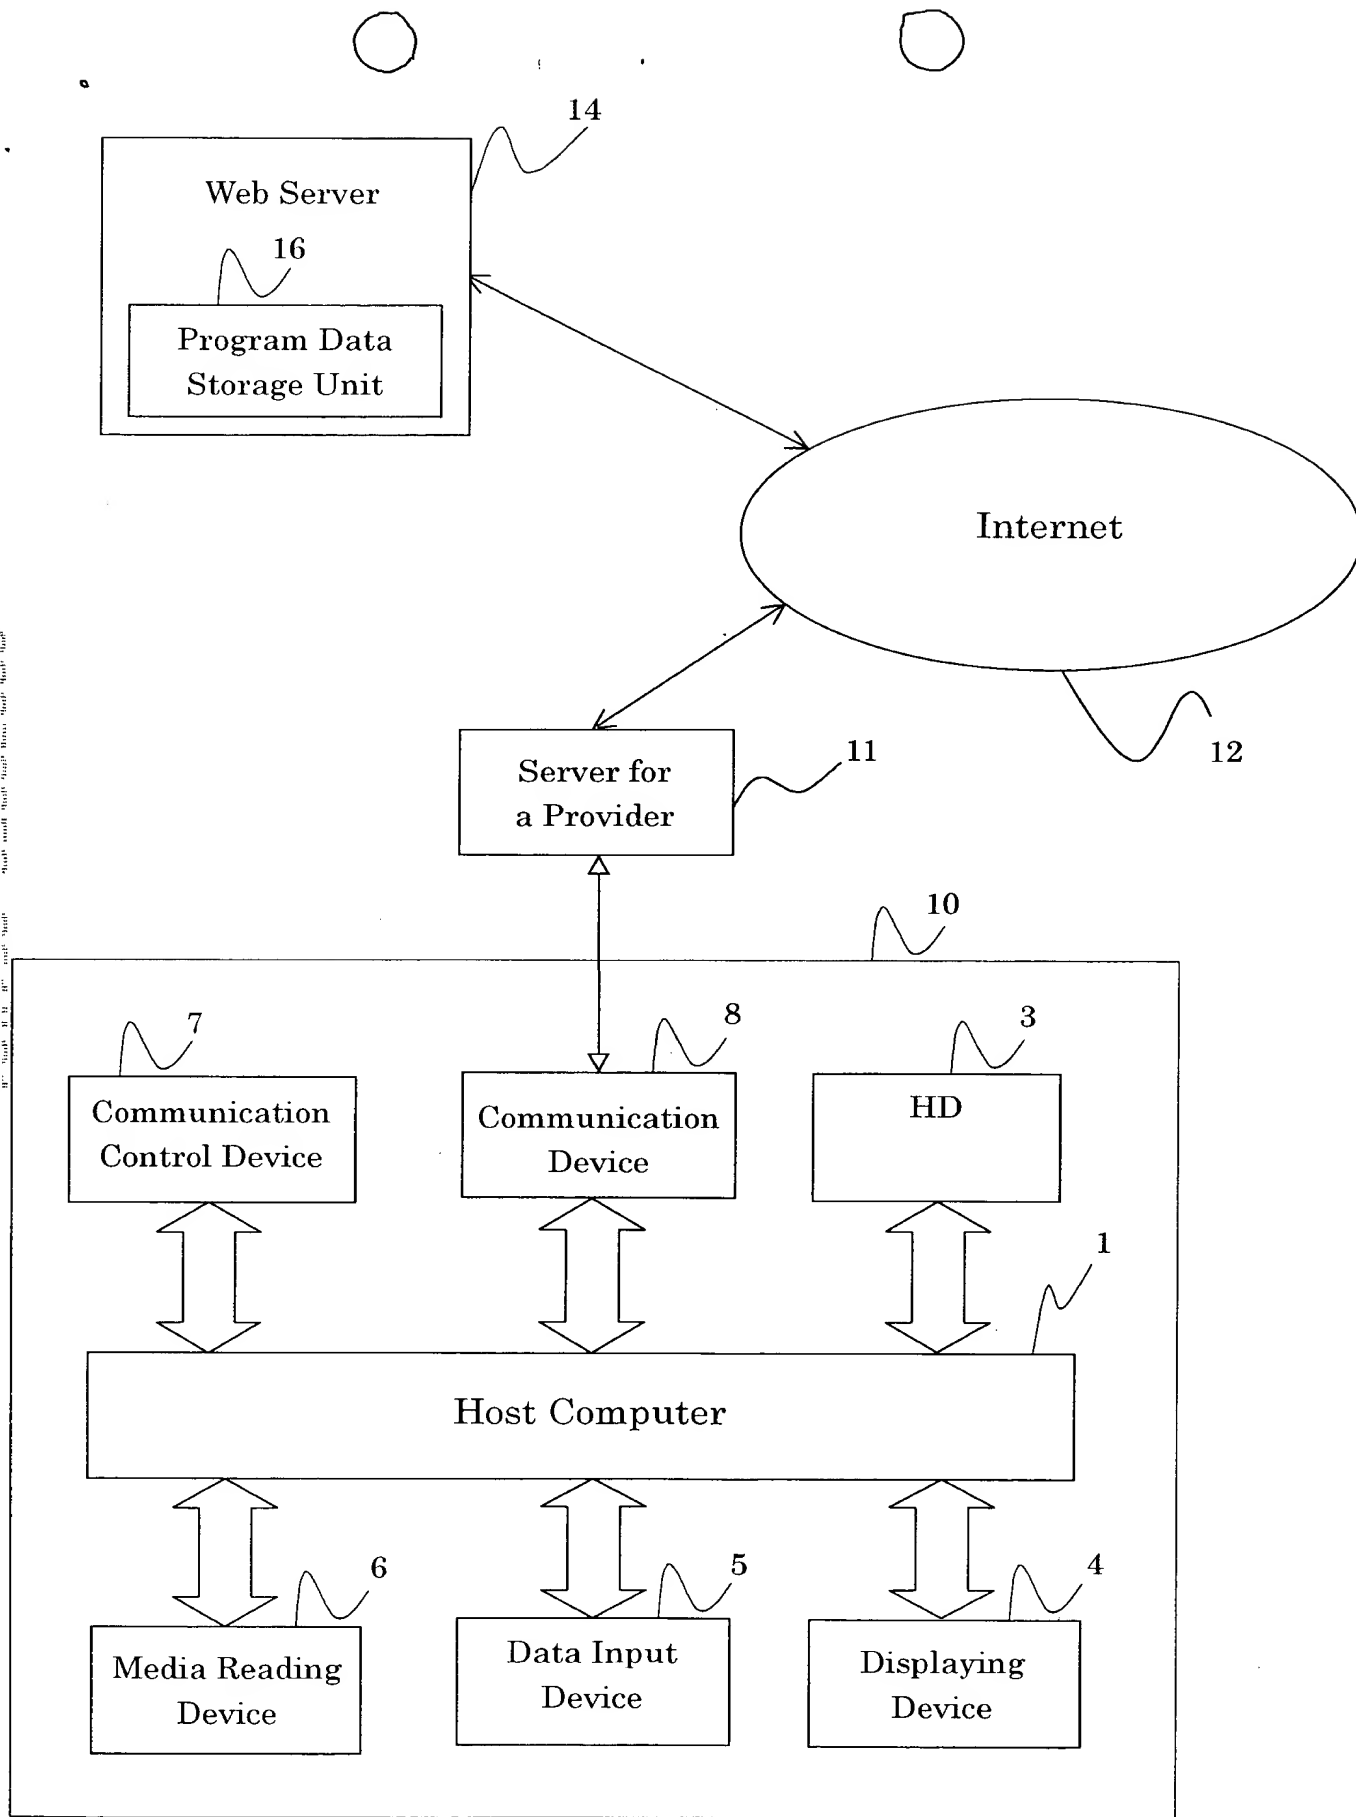 14
Web Server
16
Program Data
Storage Unit
Internet
12
11
Server for
a Provider
10
7
8
3
Communication
Control Device
Communication
Device
HD
1
Host Computer
6
5
4
Media Reading
Device
Data Input
Device
Displaying
Device